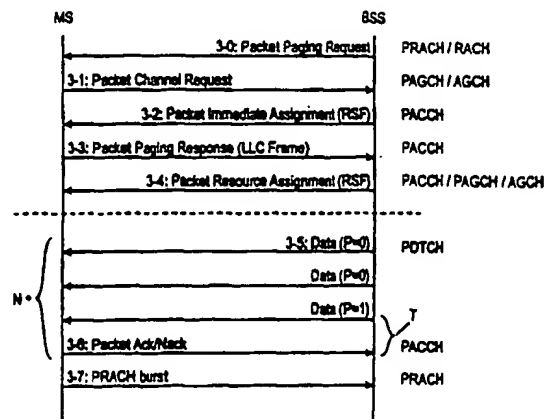 MS BSS
3-0: Packet Paging Request PRACH / RACH
3-1: Packet Channel Request PAGCH / AGCH
3-2: Packet Immediate Assignment (RSF) PACCH
3-3: Packet Paging Response (LLC Frame) PACCH
3-4: Packet Resource Assignment (RSF) PACCH / PAGCH / AGCH
3-5: Data (P=0) PDTCH
Data (P=0)
N *
Data (P=1) T
3-6: Packet Ack/Nack PACCH
3-7: PRACH burst PRACH